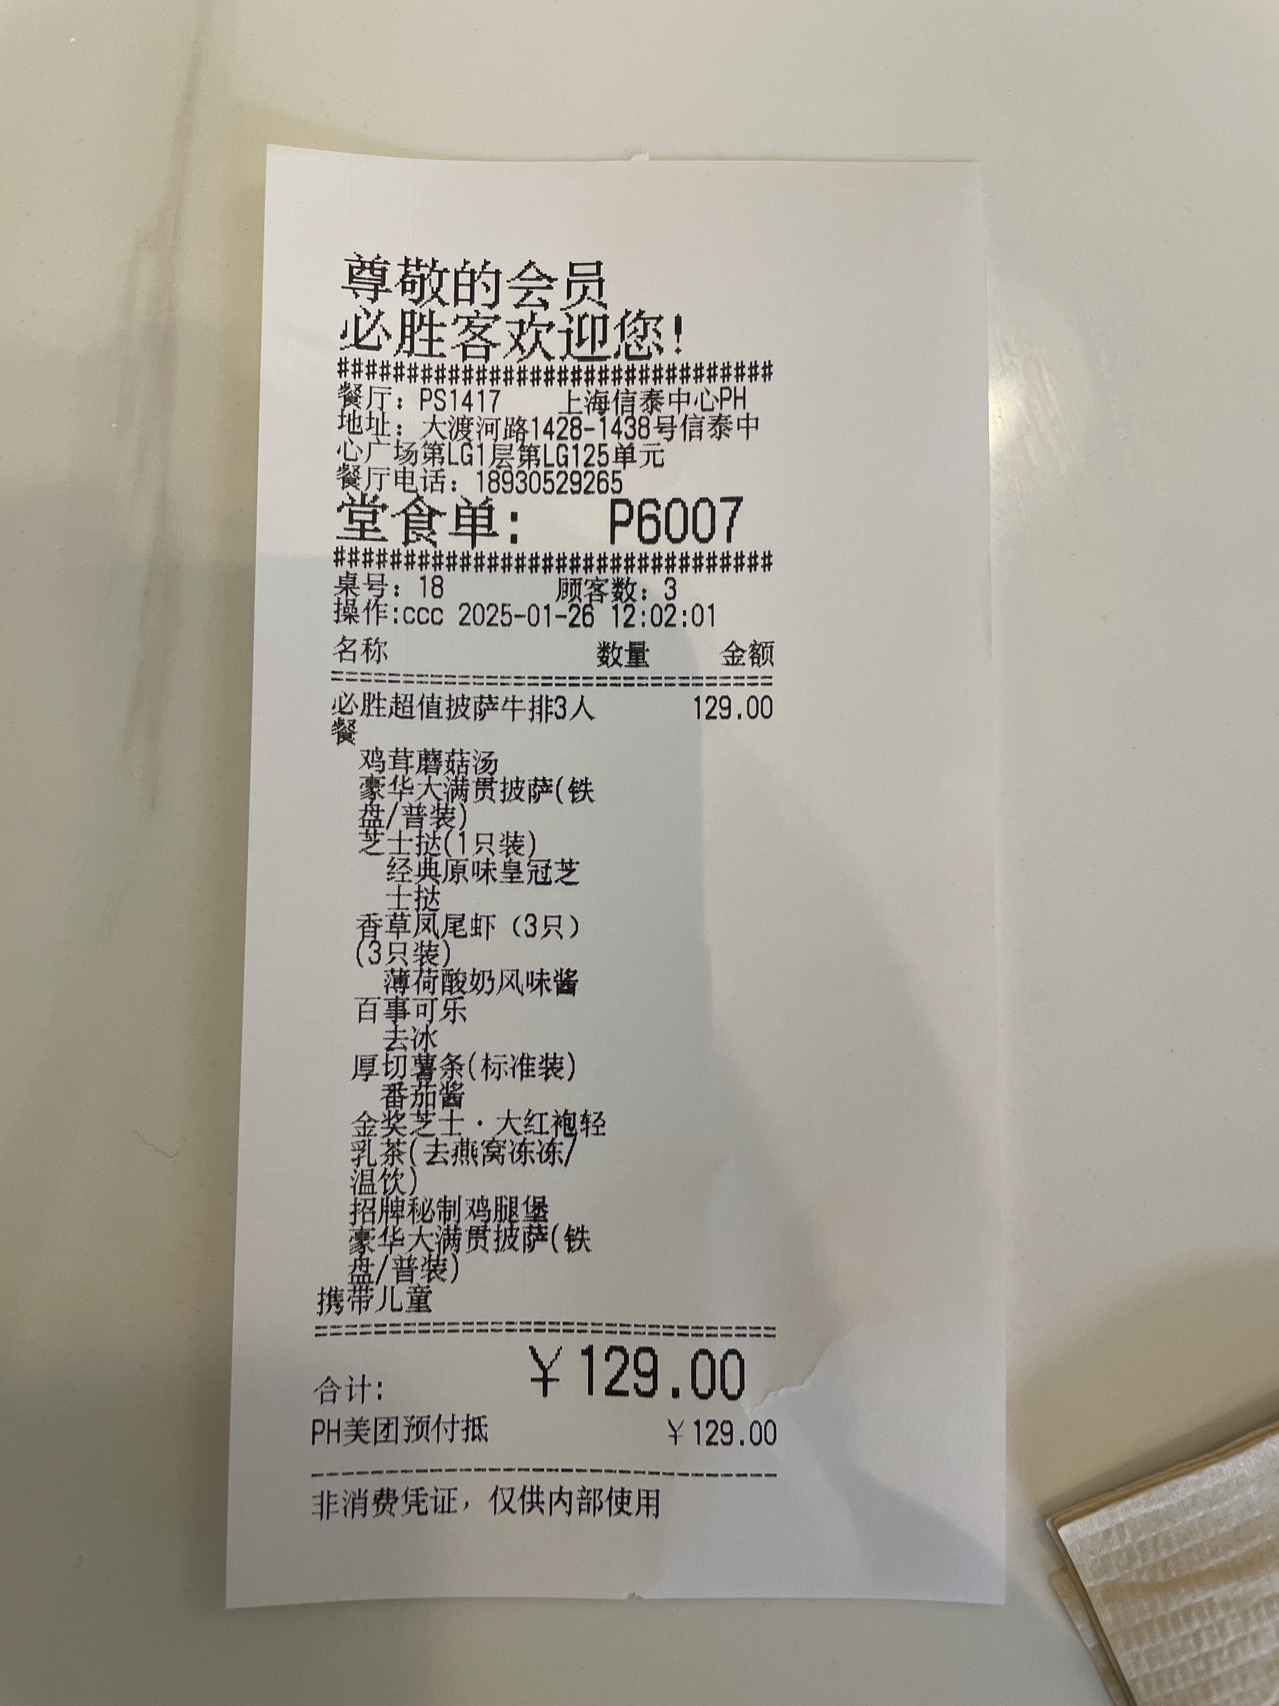 尊敬的会员
必胜客欢迎您!
###############################
餐厅: PS1417 上海信泰中心PH
地址: 大渡河路1428-1438号信泰中
心广场第LG1层第LG125单元
餐厅电话: 18930529265
堂食单: P6007
###############################
桌号: 18 顾客数: 3
操作:ccc 2025-01-26 12:02:01
名称 数量 金额
===============================
必胜超值披萨牛排3人 129.00
餐
鸡茸蘑菇汤
豪华大满贯披萨(铁
盘/普装)
芝士挞(1只装)
经典原味皇冠芝
士挞
香草凤尾虾（3只）
(3只装)
薄荷酸奶风味酱
百事可乐
去冰
厚切薯条(标准装)
番茄酱
金奖芝士·大红袍轻
乳茶(去燕窝冻冻/
温饮)
招牌秘制鸡腿堡
豪华大满贯披萨(铁
盘/普装)
携带儿童
===============================
合计: ￥129.00
PH美团预付抵 ￥129.00
-------------------------------
非消费凭证，仅供内部使用